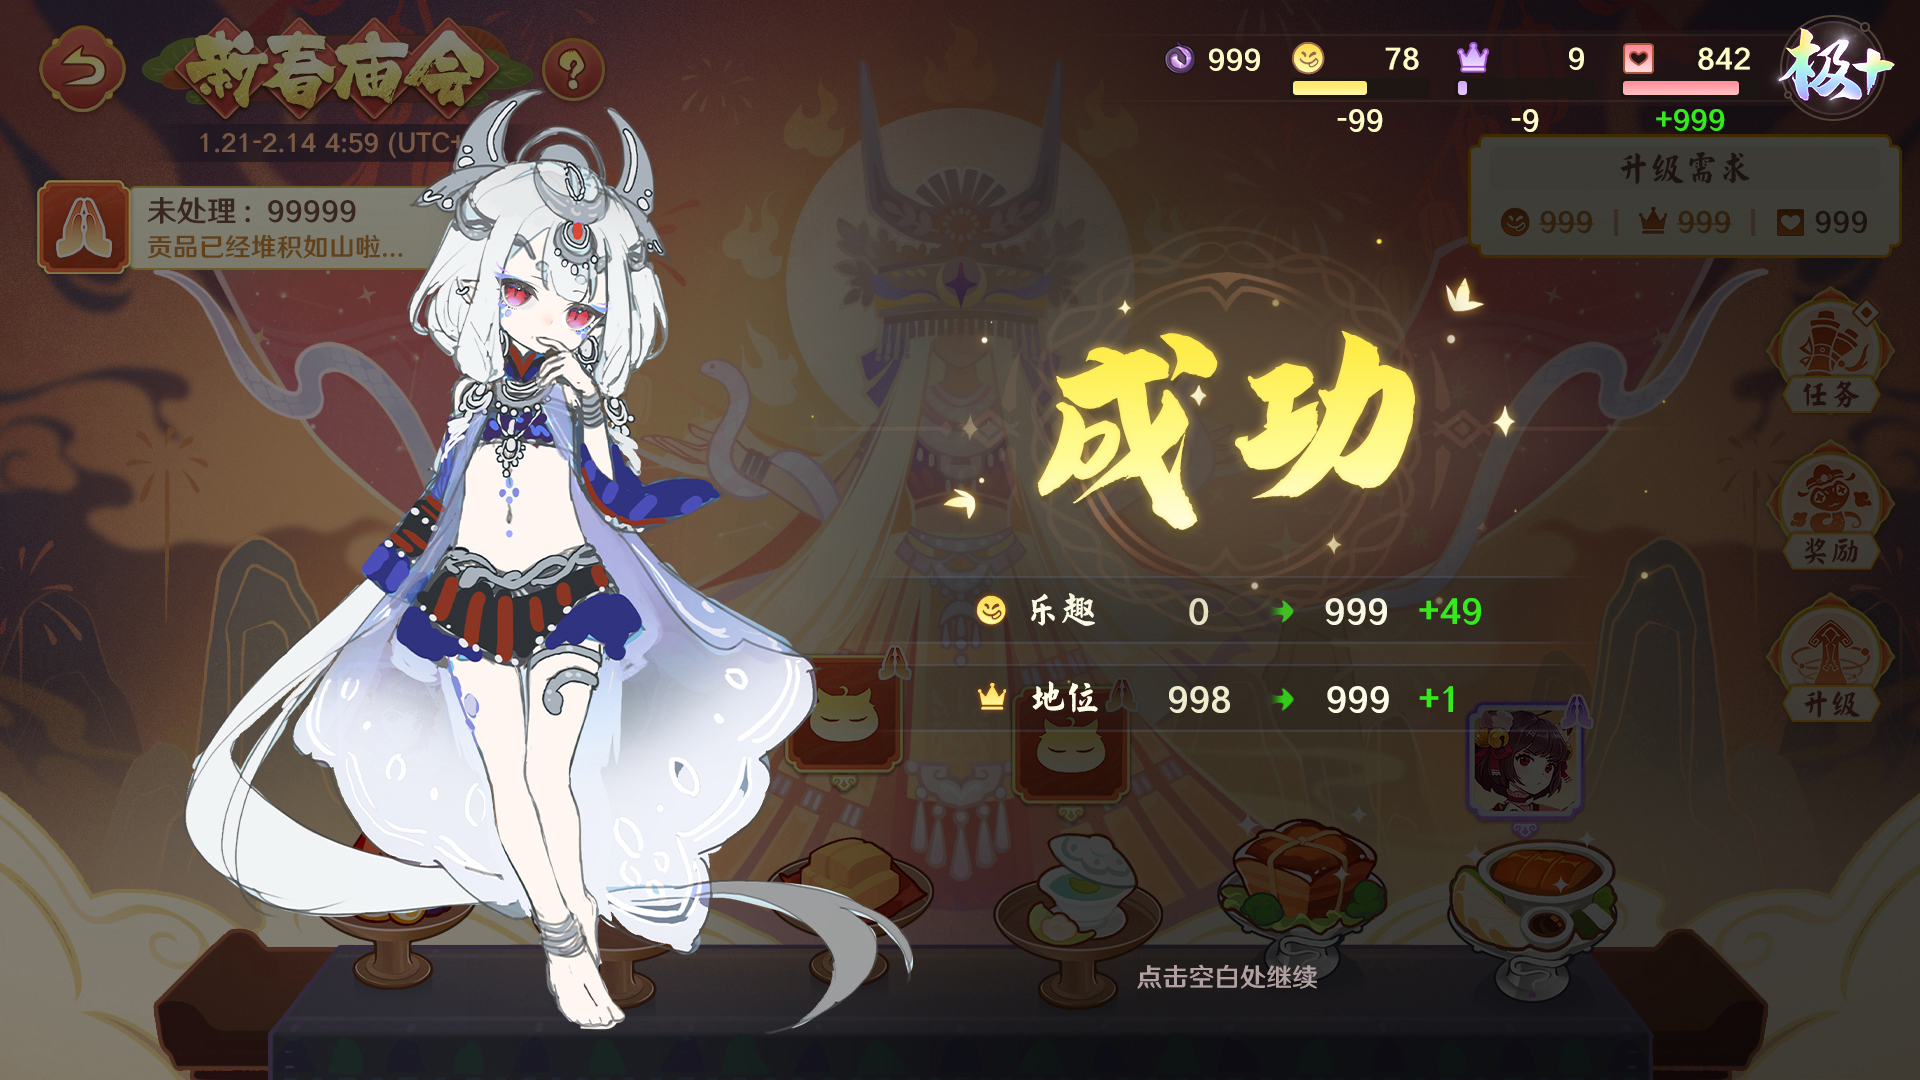 新春庙会
?
999
78
9
842
极+
-99
-9
+999
1.21-2.14 4:59 (UTC+
升级需求
999 | 999 | 999
未处理：99999
贡品已经堆积如山啦...
成功
任务
奖励
乐趣 0 999 +49
地位 998 999 +1
升级
点击空白处继续